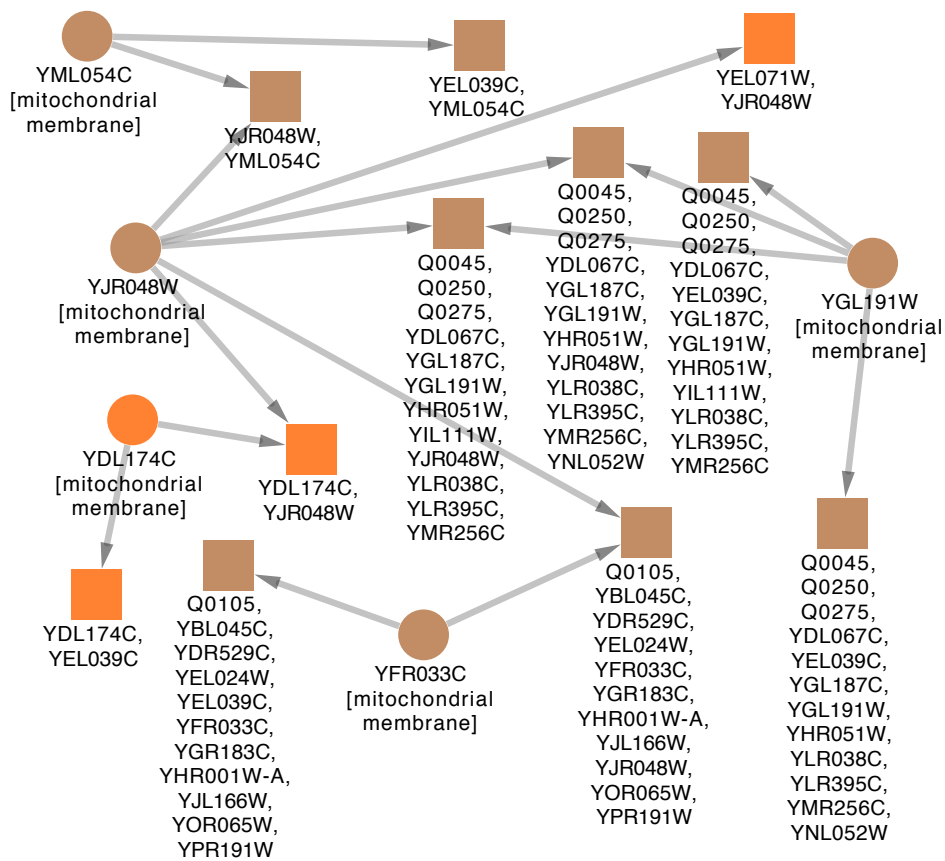 YML054C
[mitochondrial
membrane]
YEL039C,
YML054C
YEL071W,
YJR048W
YJR048W,
YML054C
YJR048W
[mitochondrial
membrane]
Q0045,
Q0250,
Q0275,
YDL067C,
YGL187C,
YGL191W,
YHR051W,
YIL111W,
YJR048W,
YLR038C,
YLR395C,
YMR256C
Q0045,
Q0250,
Q0275,
YDL067C,
YGL187C,
YGL191W,
YHR051W,
YJR048W,
YLR038C,
YLR395C,
YMR256C,
YNL052W
Q0045,
Q0250,
Q0275,
YDL067C,
YEL039C,
YGL187C,
YGL191W,
YHR051W,
YIL111W,
YLR038C,
YLR395C,
YMR256C
YGL191W
[mitochondrial
membrane]
YDL174C
[mitochondrial
membrane]
YDL174C,
YJR048W
YDL174C,
YEL039C
Q0105,
YBL045C,
YDR529C,
YEL024W,
YEL039C,
YFR033C,
YGR183C,
YHR001W-A,
YJL166W,
YOR065W,
YPR191W
YFR033C
[mitochondrial
membrane]
Q0105,
YBL045C,
YDR529C,
YEL024W,
YFR033C,
YGR183C,
YHR001W-A,
YJL166W,
YJR048W,
YOR065W,
YPR191W
Q0045,
Q0250,
Q0275,
YDL067C,
YEL039C,
YGL187C,
YGL191W,
YHR051W,
YLR038C,
YLR395C,
YMR256C,
YNL052W